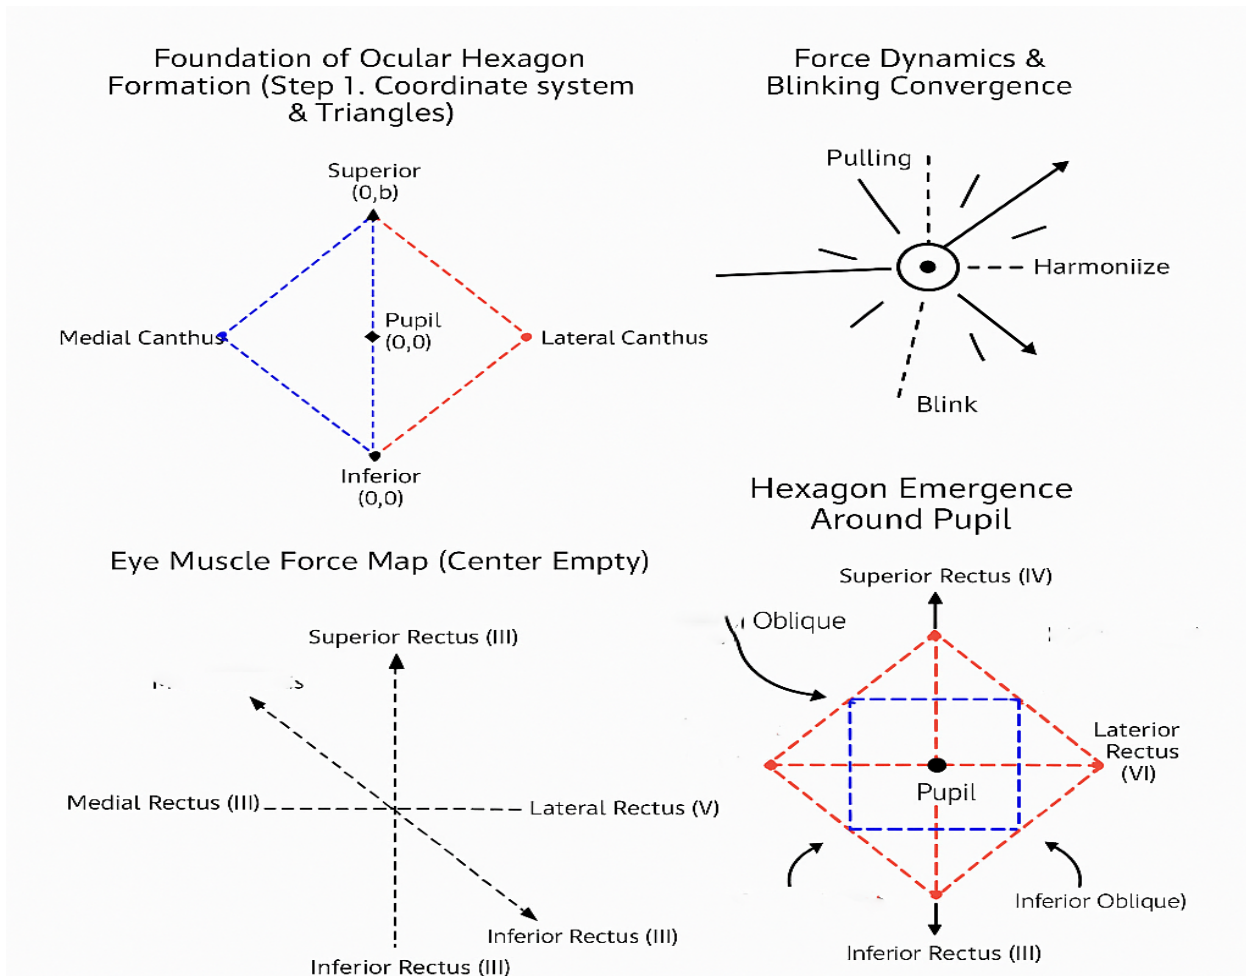 Foundation of Ocular Hexagon
Formation (Step 1. Coordinate system
& Triangles)
Superior
(0,b)
Medial Canthus
Pupil
(0,0)
Lateral Canthus
Inferior
(0,0)
Force Dynamics &
Blinking Convergence
Pulling
Harmoniize
Blink
Eye Muscle Force Map (Center Empty)
Superior Rectus (III)
Medial Rectus (III)
Lateral Rectus (V)
Inferior Rectus (III)
Inferior Rectus (III)
Hexagon Emergence
Around Pupil
Superior Rectus (IV)
Oblique
Laterior
Rectus
(VI)
Pupil
Inferior Oblique)
Inferior Rectus (III)